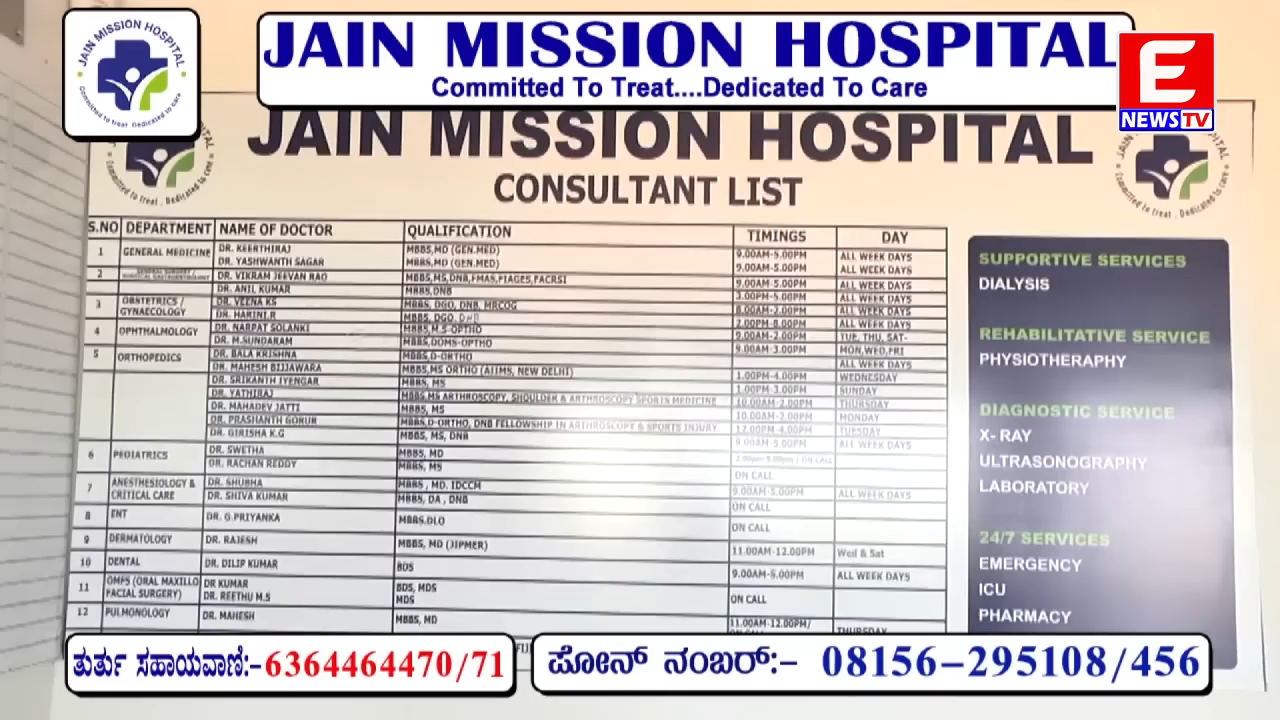 JAIN MISSION HOSPITAL
Committed To Treat....Dedicated To Care
JAIN MISSION HOSPITAL
Committed to treat. Dedicated to care
E
NEWSTV
JAIN MISSION HOSPITAL
CONSULTANT LIST
S.NO DEPARTMENT NAME OF DOCTOR QUALIFICATION TIMINGS DAY
1 GENERAL MEDICINE DR. KEERTHIRAJ MBBS,MD (GEN.MED) 9.00AM-5.00PM ALL WEEK DAYS
DR. YASHWANTH SAGAR MBBS,MD (GEN.MED) 9.00AM-5.00PM ALL WEEK DAYS
2 DR. VIKRAM JEEVAN RAO MBBS,MS,DNB,FMAS,FIAGES,FACRSI 9.00AM-5.00PM ALL WEEK DAYS
DR. ANIL KUMAR MBBS,DNB 3.00PM-5.00PM ALL WEEK DAYS
3 OBSTETRICS / GYNAECOLOGY DR. VEENA KS MBBS, DGO, DNB, MRCOG 8.00AM-2.00PM ALL WEEK DAYS
DR. HARINI.R MBBS, DGO, DNB 2.00PM-8.00PM ALL WEEK DAYS
4 OPHTHALMOLOGY DR. NARPAT SOLANKI MBBS,M.S-OPTHO 9.00AM-2.00PM TUE, THU, SAT-
DR. M.SUNDARAM MBBS,DOMS-OPTHO 9.00AM-3.00PM MON,WED,FRI
5 ORTHOPEDICS DR. BALA KRISHNA MBBS,D-ORTHO ALL WEEK DAYS
DR. MAHESH BIJJAWARA MBBS,MS ORTHO (AIIMS, NEW DELHI) 1.00PM-4.00PM WEDNESDAY
DR. SRIKANTH IYENGAR MBBS, MS 1.00PM-3.00PM SUNDAY
DR. YATHIRAJ MBBS,MS ARTHROSCOPY, SHOULDER & ARTHROSCOPY SPORTS MEDICINE 10.00AM-2.00PM THURSDAY
DR. MAHADEV JATTI MBBS, MS 10.00AM-2.00PM MONDAY
DR. PRASHANTH GORUR MBBS,D-ORTHO, DNB FELLOWSHIP IN ARTHROSCOPY & SPORTS INJURY 12.00PM-4.00PM TUESDAY
DR. GIRISHA K.G MBBS, MS, DNB 9.00AM-5.00PM ALL WEEK DAYS
6 PEDIATRICS DR. SWETHA MBBS, MD / ON CALL
DR. RACHAN REDDY MBBS, MS ON CALL
7 ANESTHESIOLOGY & CRITICAL CARE DR. SHUBHA MBBS , MD. IDCCM 9.00AM-5.00PM ALL WEEK DAYS
DR. SHIVA KUMAR MBBS, DA , DNB ON CALL
8 ENT DR. G.PRIYANKA MBBS.DLO ON CALL
9 DERMATOLOGY DR. RAJESH MBBS, MD (JIPMER) 11.00AM-12.00PM Wed & Sat
10 DENTAL DR. DILIP KUMAR BDS 9.00AM-5.00PM ALL WEEK DAYS
11 OMFS (ORAL MAXILLO FACIAL SURGERY) DR KUMAR BDS, MDS ON CALL
DR. REETHU M.S MDS
12 PULMONOLOGY DR. MAHESH MBBS, MD 11.00AM-12.00PM/ THURSDAY
SUPPORTIVE SERVICES
DIALYSIS
REHABILITATIVE SERVICE
PHYSIOTHERAPHY
DIAGNOSTIC SERVICE
X- RAY
ULTRASONOGRAPHY
LABORATORY
24/7 SERVICES
EMERGENCY
ICU
PHARMACY
ತುರ್ತು ಸಹಾಯವಾಣಿ:-6364464470/71
ಪೋನ್ ನಂಬರ್:- 08156-295108/456